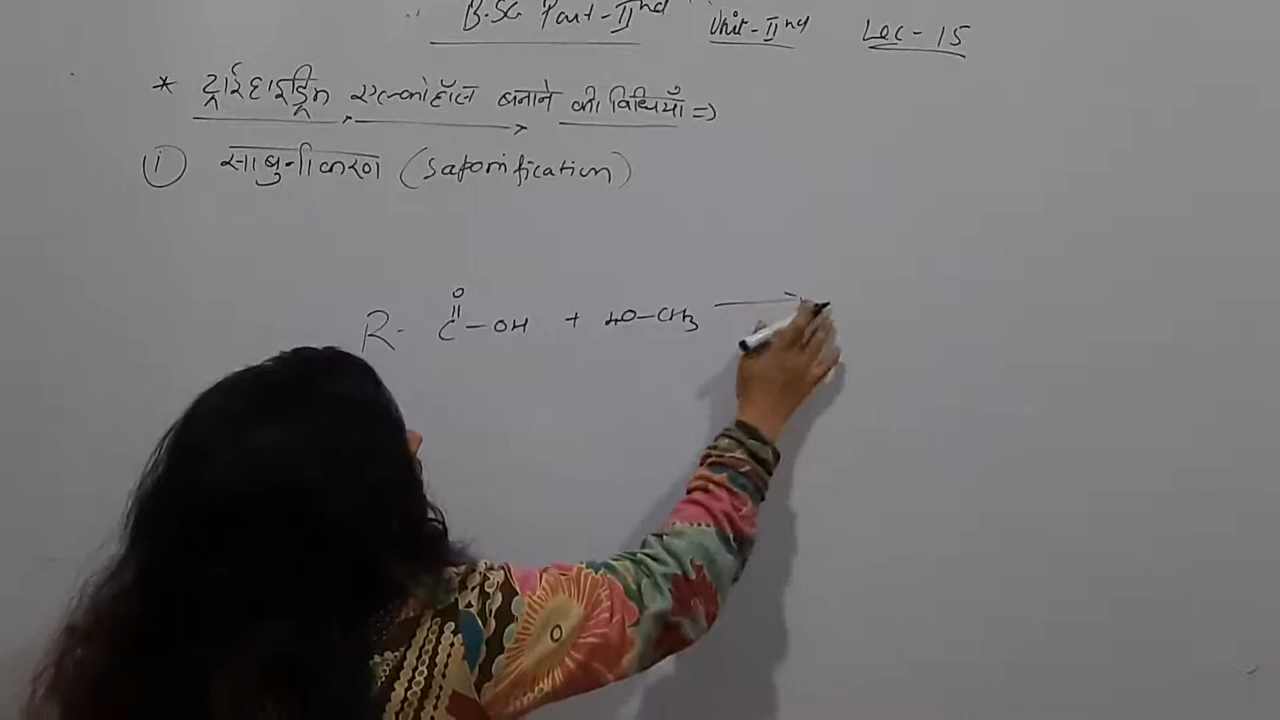 B.Sc Part-IInd Unit-IInd Lec-15
* ट्राईहाइड्रिक एल्कोहॉल बनाने की विधियाँ =>
(i) साबुनीकरण (Saponification)
O
R-C-OH + HO-CH3 →